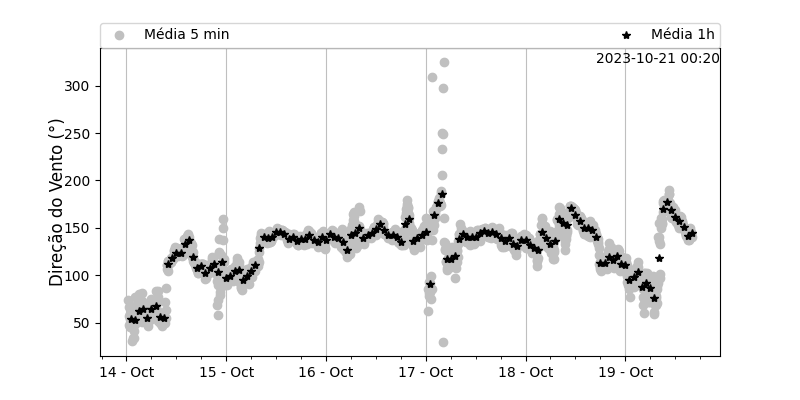 Média 5 min
Média 1h
2023-10-21 00:20
Direção do Vento (°)
300
250
200
150
100
50
14 - Oct
15 - Oct
16 - Oct
17 - Oct
18 - Oct
19 - Oct